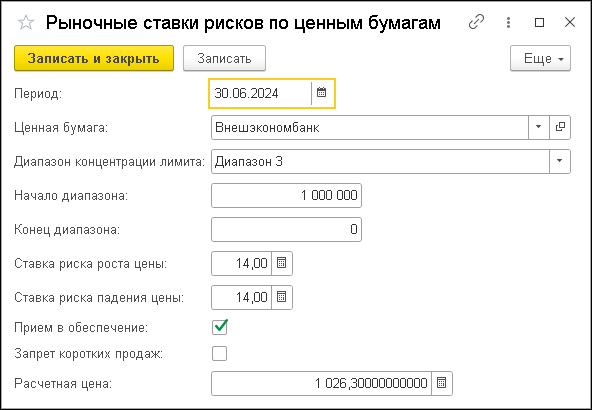 Рыночные ставки рисков по ценным бумагам
Записать и закрыть Записать Еще
Период: 30.06.2024
Ценная бумага: Внешэкономбанк
Диапазон концентрации лимита: Диапазон 3
Начало диапазона: 1 000 000
Конец диапазона: 0
Ставка риска роста цены: 14,00
Ставка риска падения цены: 14,00
Прием в обеспечение:
Запрет коротких продаж:
Расчетная цена: 1 026,30000000000